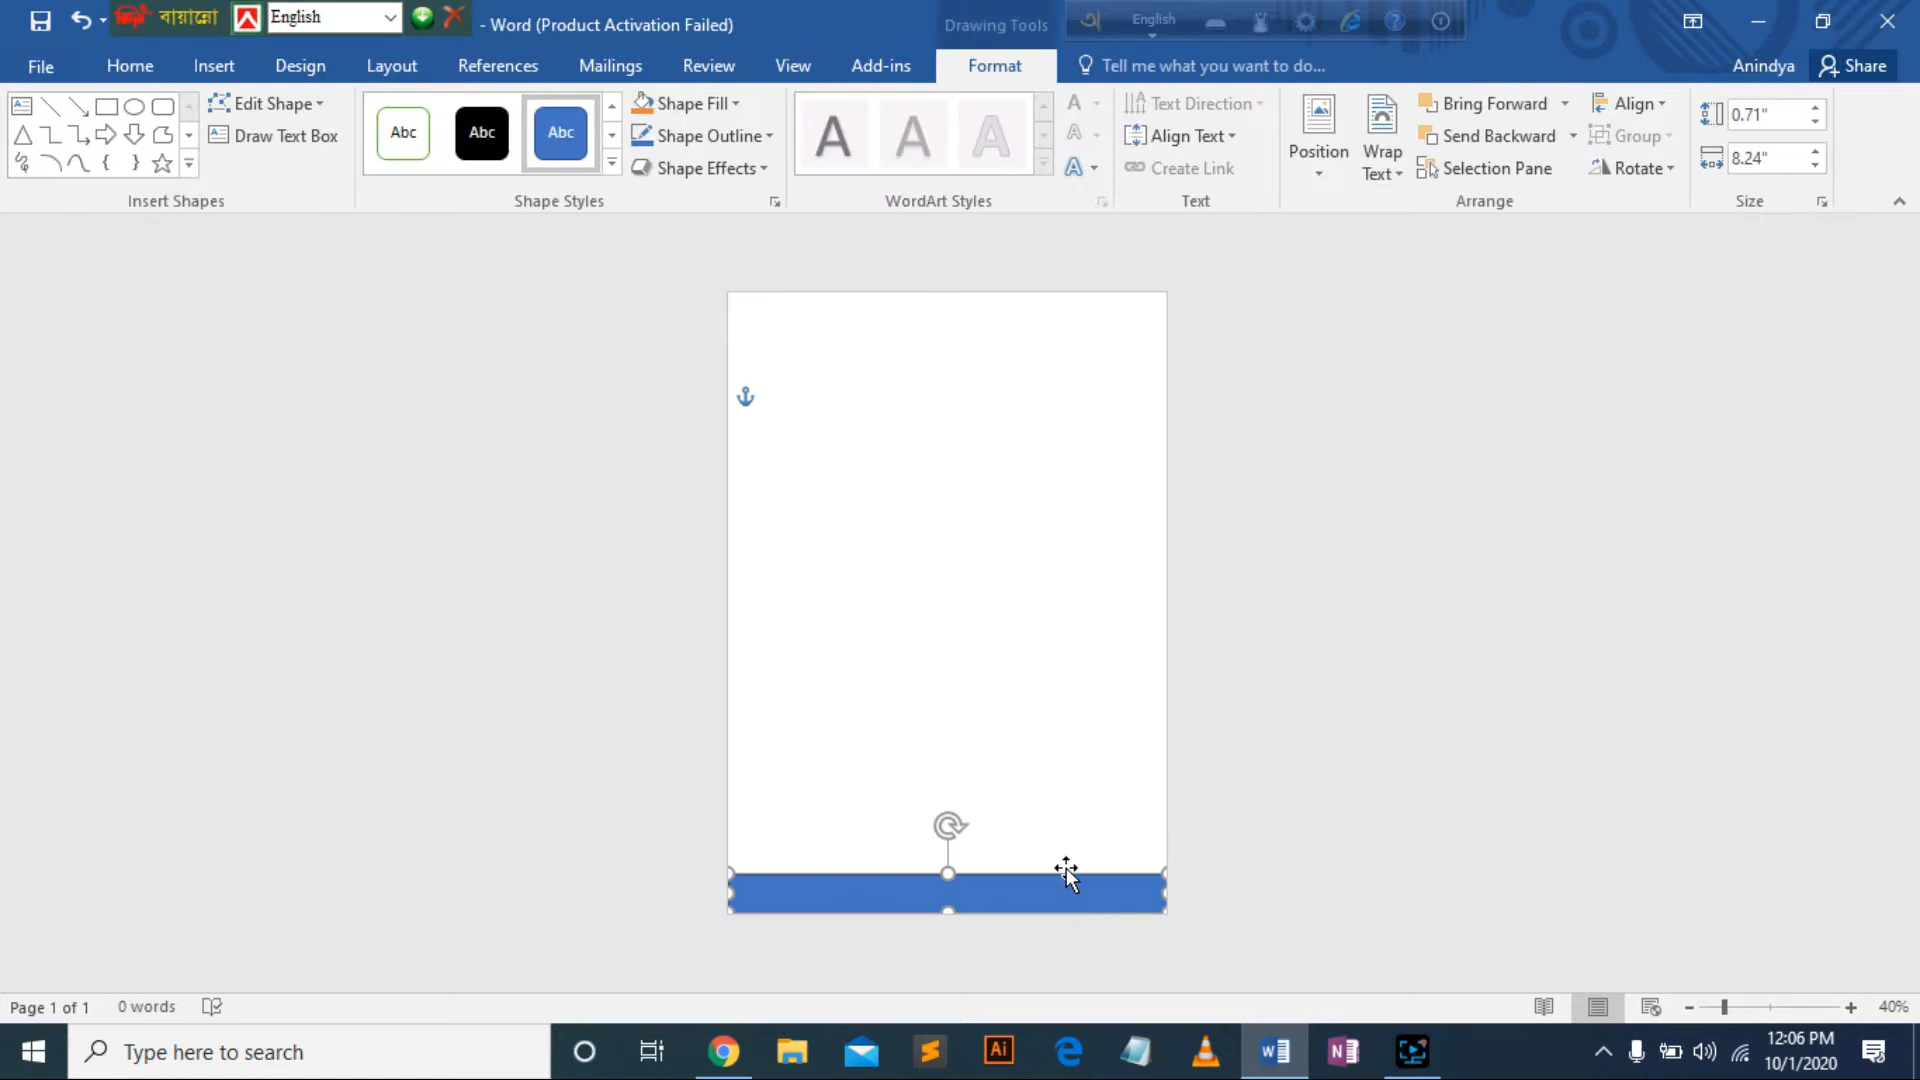 বায়ান্নো
English
- Word (Product Activation Failed)
Drawing Tools
English
File
Home
Insert
Design
Layout
References
Mailings
Review
View
Add-ins
Format
Tell me what you want to do...
Anindya
Share
Edit Shape
Draw Text Box
Insert Shapes
Abc
Abc
Abc
Shape Fill
Shape Outline
Shape Effects
Shape Styles
A A A
WordArt Styles
Text Direction
Align Text
Create Link
Text
Position
Wrap
Text
Bring Forward
Send Backward
Selection Pane
Align
Group
Rotate
Arrange
0.71"
8.24"
Size
Page 1 of 1
0 words
40%
Type here to search
Ai
12:06 PM
10/1/2020